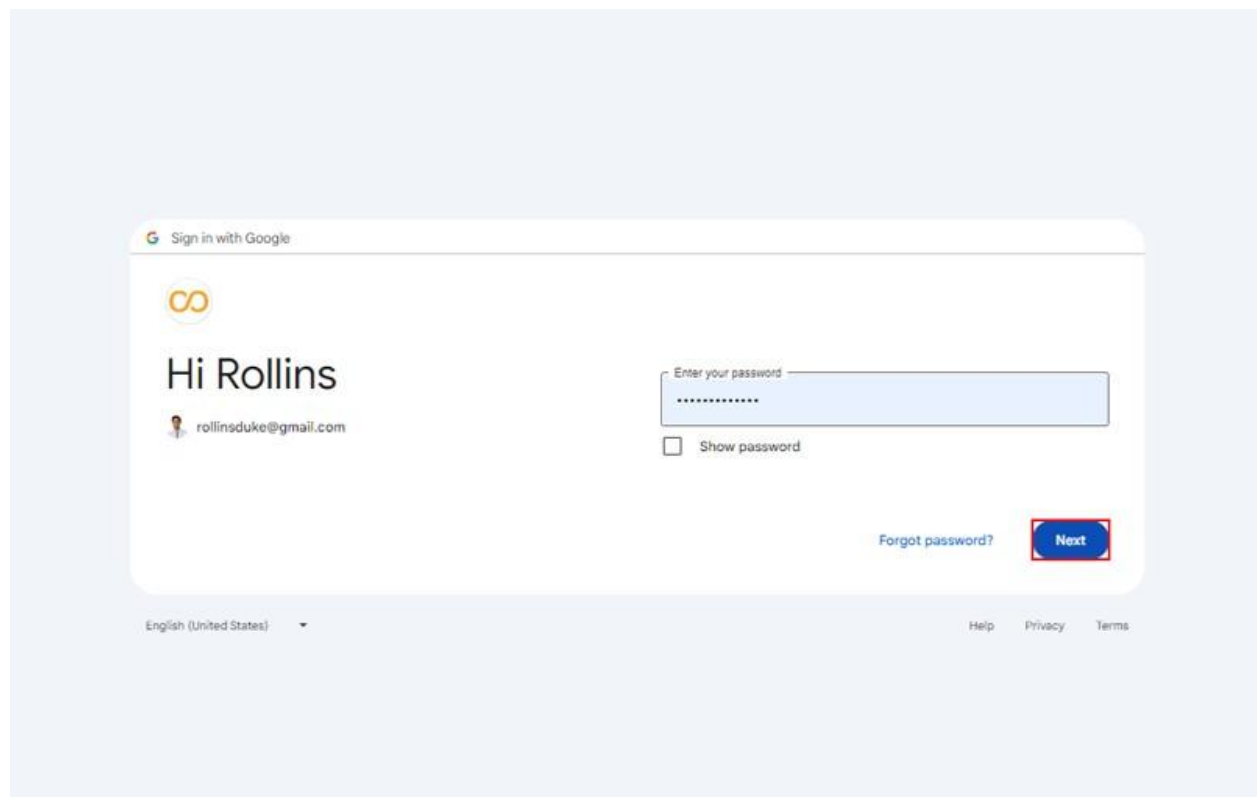 Sign in with Google
Hi Rollins
rollinsduke@gmail.com
Enter your password
•••••••••••••
Show password
Forgot password?
Next
English (United States)
Help Privacy Terms